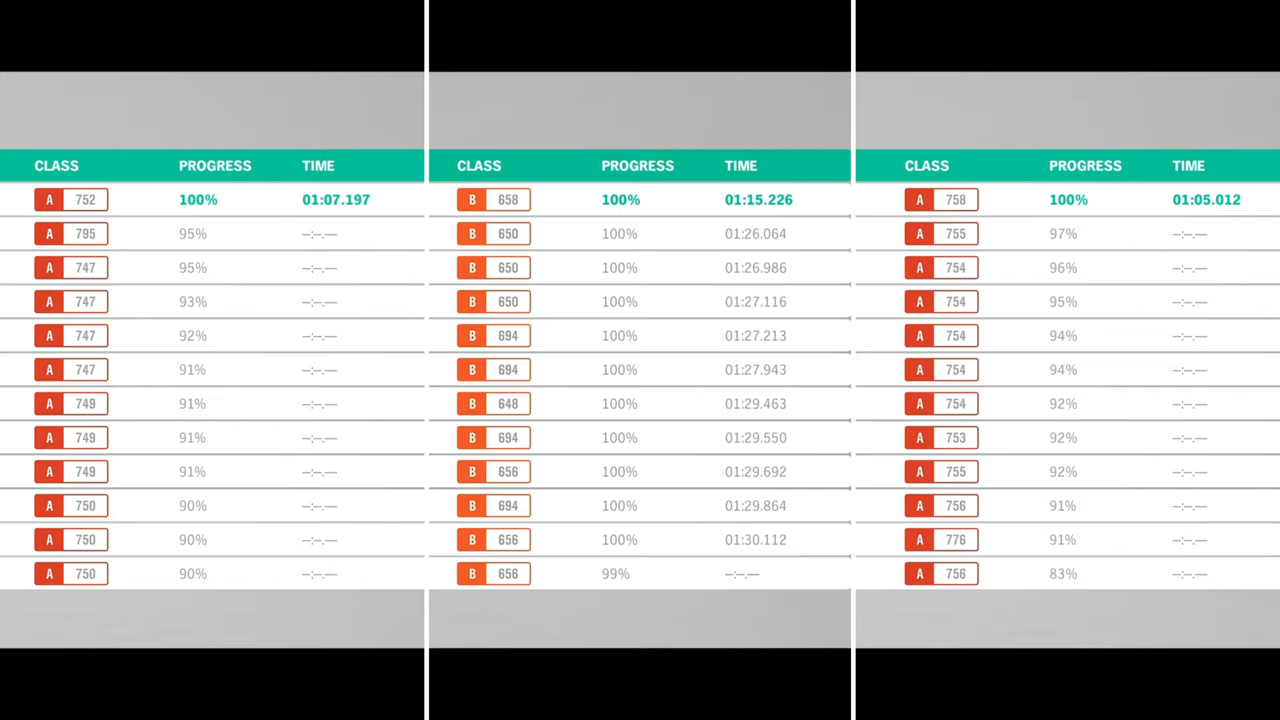 CLASS PROGRESS TIME
A 752 100% 01:07.197
A 795 95% --:--.---
A 747 95% --:--.---
A 747 93% --:--.---
A 747 92% --:--.---
A 747 91% --:--.---
A 749 91% --:--.---
A 749 91% --:--.---
A 749 91% --:--.---
A 750 90% --:--.---
A 750 90% --:--.---
A 750 90% --:--.---
CLASS PROGRESS TIME
B 658 100% 01:15.226
B 650 100% 01:26.064
B 650 100% 01:26.986
B 650 100% 01:27.116
B 694 100% 01:27.213
B 694 100% 01:27.943
B 648 100% 01:29.463
B 694 100% 01:29.550
B 656 100% 01:29.692
B 694 100% 01:29.864
B 656 100% 01:30.112
B 656 99% --:--.---
CLASS PROGRESS TIME
A 758 100% 01:05.012
A 755 97% --:--.---
A 754 96% --:--.---
A 754 95% --:--.---
A 754 94% --:--.---
A 754 94% --:--.---
A 754 92% --:--.---
A 753 92% --:--.---
A 755 92% --:--.---
A 756 91% --:--.---
A 776 91% --:--.---
A 756 83% --:--.---